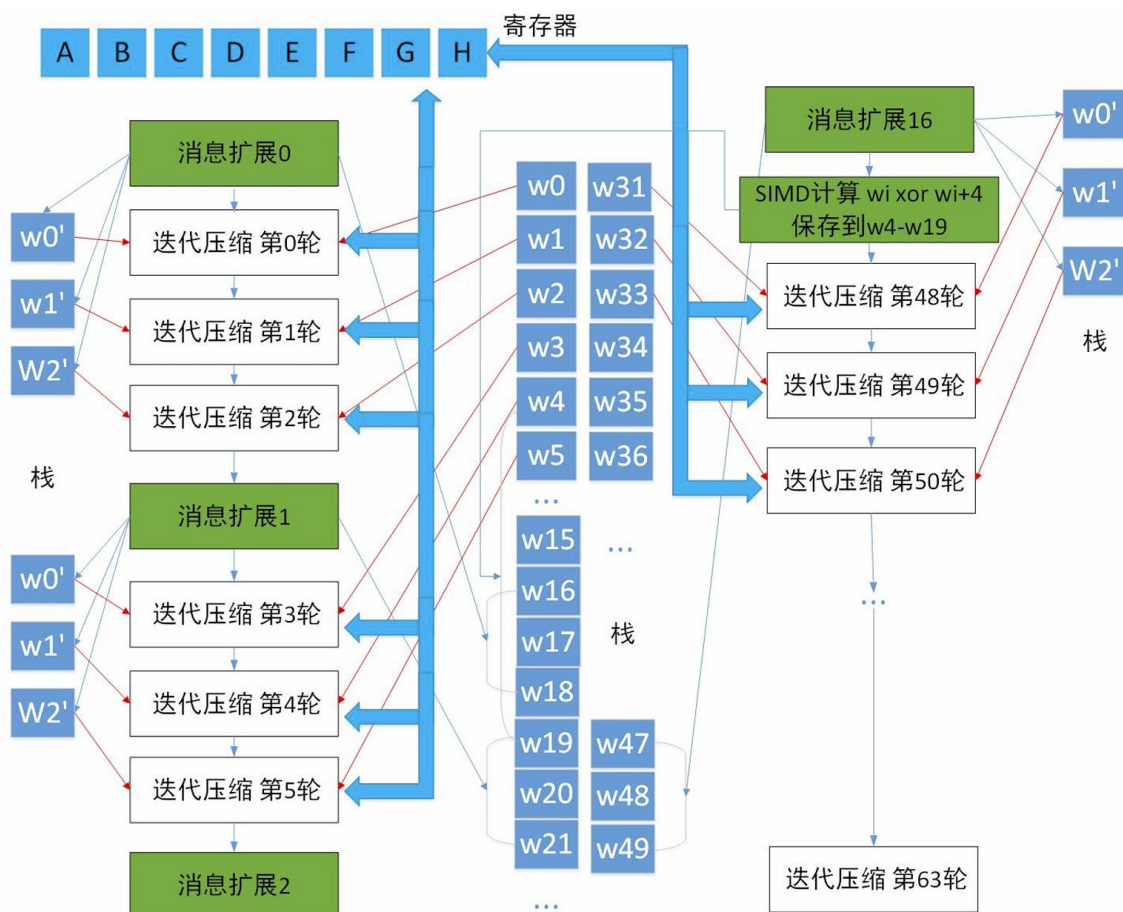 寄存器
A B C D E F G H
消息扩展0
w0'
迭代压缩 第0轮
w1'
迭代压缩 第1轮
W2'
迭代压缩 第2轮
栈
消息扩展1
w0'
迭代压缩 第3轮
w1'
迭代压缩 第4轮
W2'
迭代压缩 第5轮
消息扩展2
w0 w31
w1 w32
w2 w33
w3 w34
w4 w35
w5 w36
...
w15 ...
w16
w17
栈
w18
w19 w47
w20 w48
w21 w49
...
消息扩展16
w0'
SIMD计算 wi xor wi+4
保存到w4-w19
w1'
W2'
迭代压缩 第48轮
栈
迭代压缩 第49轮
迭代压缩 第50轮
...
迭代压缩 第63轮